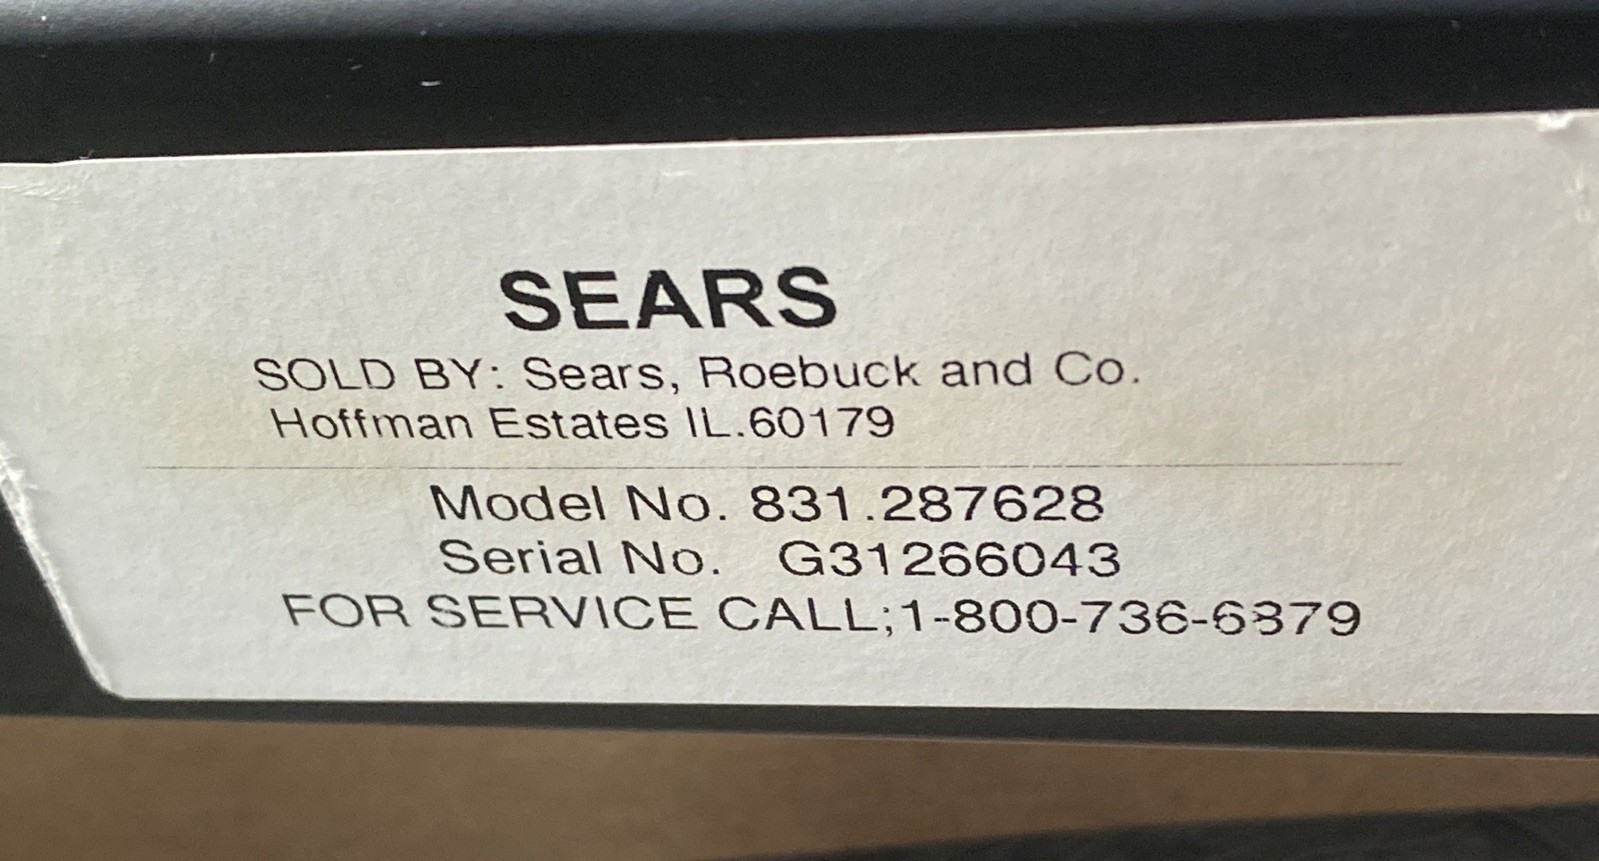 SEARS
SOLD BY: Sears, Roebuck and Co.
Hoffman Estates IL.60179
Model No. 831.287628
Serial No. G31266043
FOR SERVICE CALL;1-800-736-6879